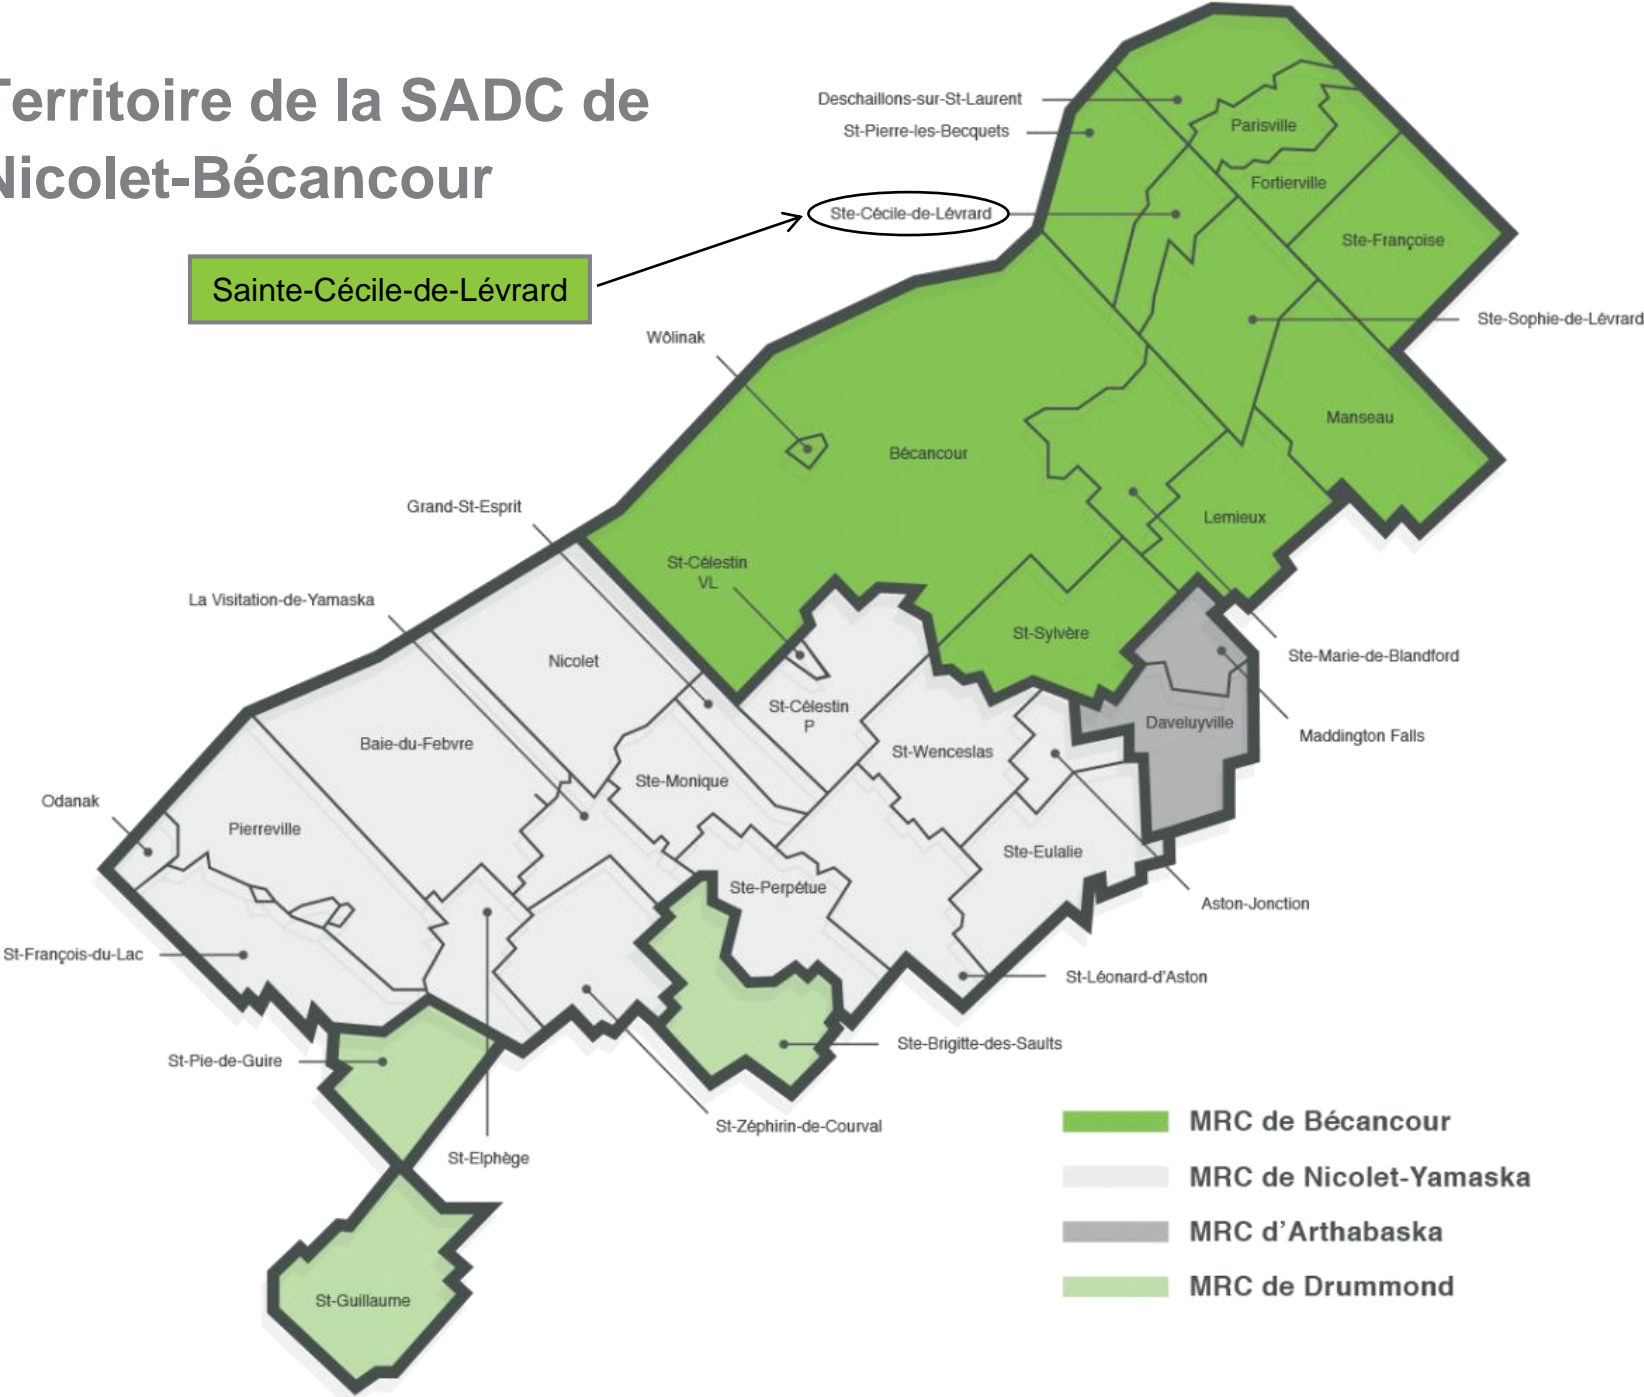 Territoire de la SADC de
Nicolet-Bécancour
Deschaillons-sur-St-Laurent
St-Pierre-les-Becquets
Parisville
Fortierville
Ste-Cécile-de-Lévrard
Ste-Françoise
Sainte-Cécile-de-Lévrard
Ste-Sophie-de-Lévrard
Wôlinak
Manseau
Bécancour
Grand-St-Esprit
Lemieux
St-Célestin
VL
La Visitation-de-Yamaska
St-Sylvère
Ste-Marie-de-Blandford
Nicolet
St-Célestin
P
Daveluyville
Maddington Falls
Baie-du-Febvre
St-Wenceslas
Ste-Monique
Odanak
Pierreville
Ste-Eulalie
Ste-Perpétue
Aston-Jonction
St-François-du-Lac
St-Léonard-d'Aston
Ste-Brigitte-des-Saults
St-Pie-de-Guire
St-Zéphirin-de-Courval
St-Elphège
St-Guillaume
MRC de Bécancour
MRC de Nicolet-Yamaska
MRC d'Arthabaska
MRC de Drummond